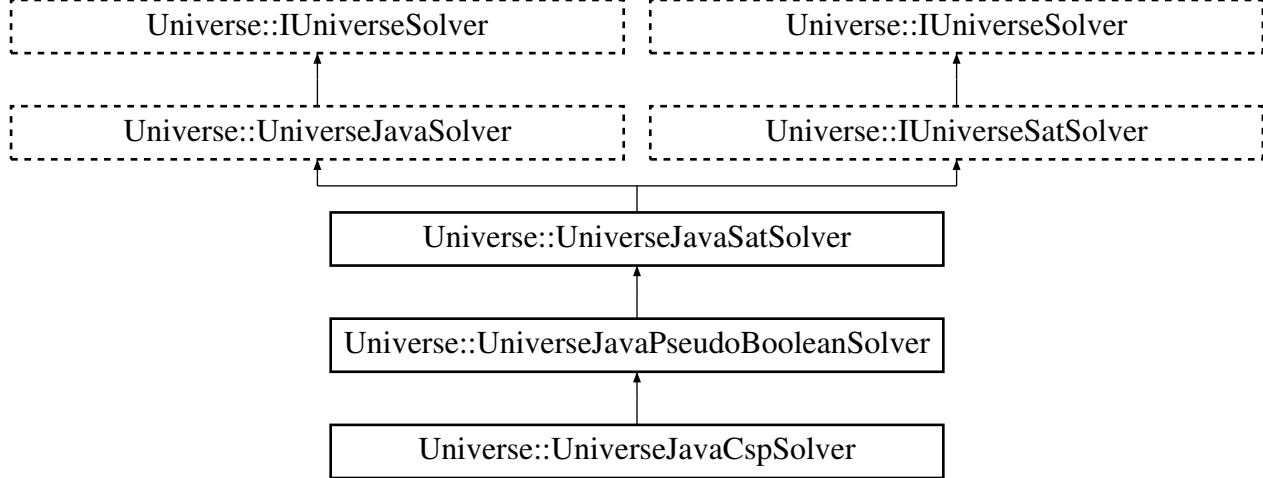 Universe::IUniverseSolver
Universe::IUniverseSolver
Universe::UniverseJavaSolver
Universe::IUniverseSatSolver
Universe::UniverseJavaSatSolver
Universe::UniverseJavaPseudoBooleanSolver
Universe::UniverseJavaCspSolver